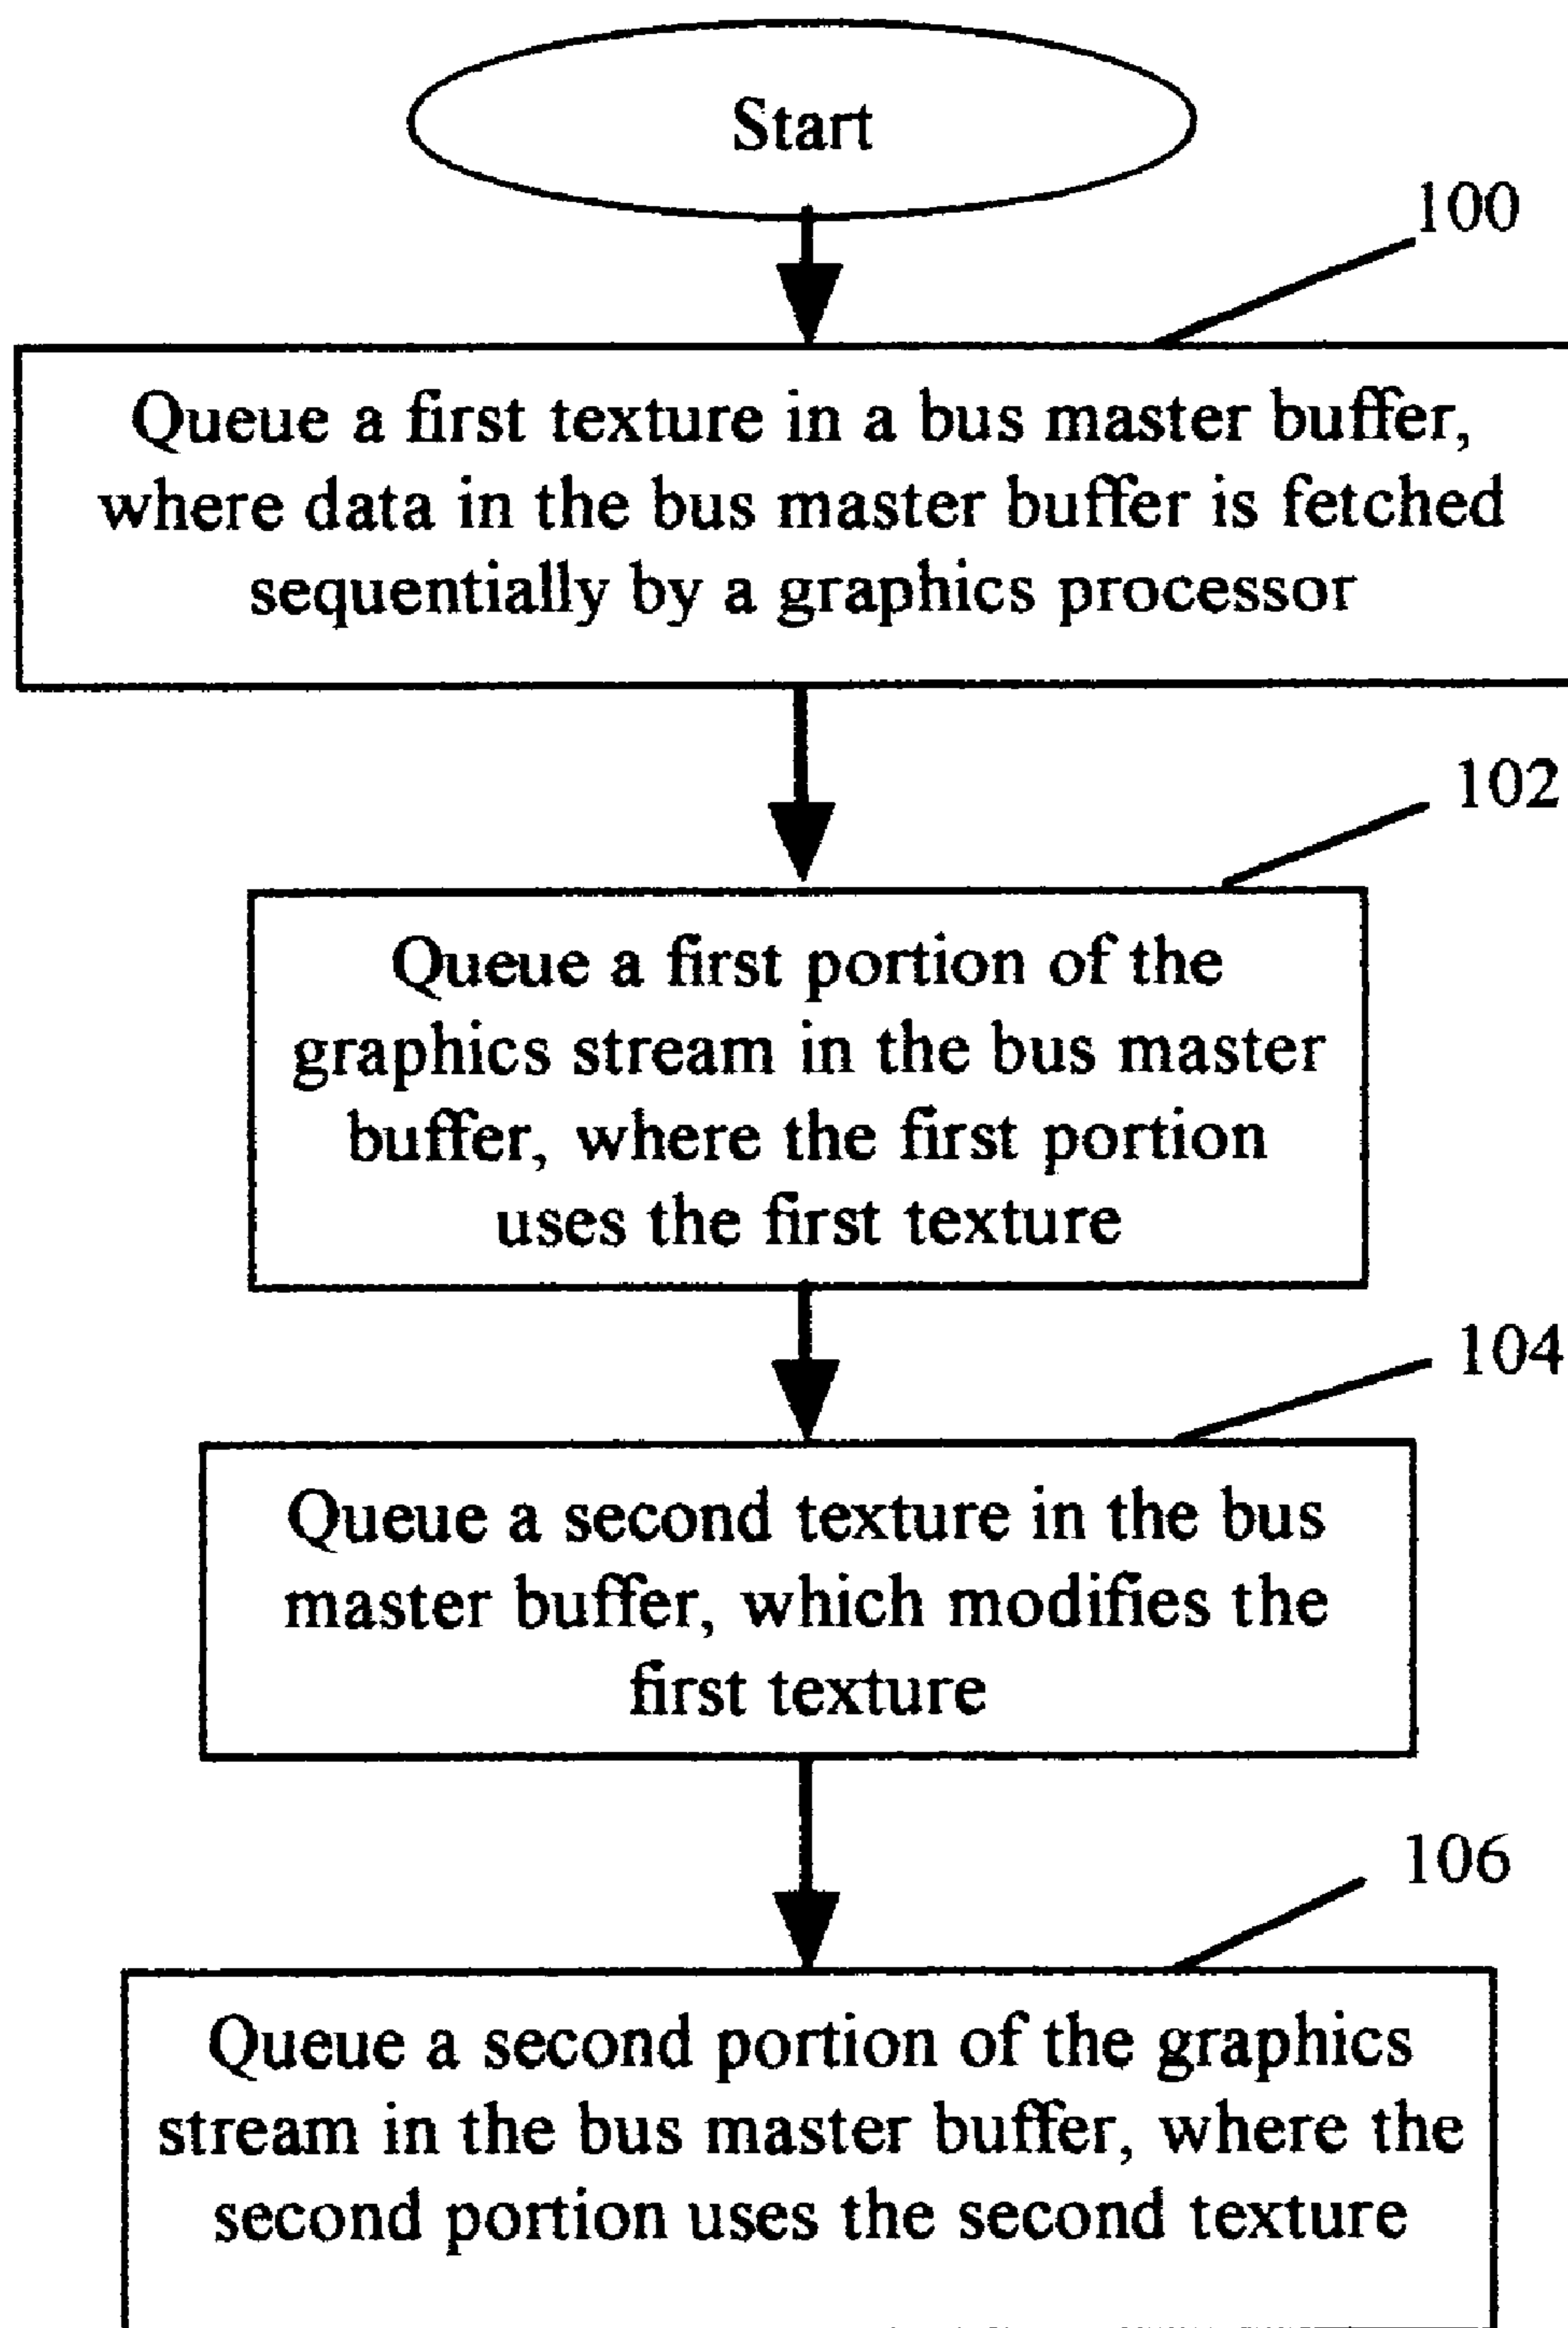 Start
100
Queue a first texture in a bus master buffer,
where data in the bus master buffer is fetched
sequentially by a graphics processor
102
Queue a first portion of the
graphics stream in the bus master
buffer, where the first portion
uses the first texture
104
Queue a second texture in the bus
master buffer, which modifies the
first texture
106
Queue a second portion of the graphics
stream in the bus master buffer, where the
second portion uses the second texture